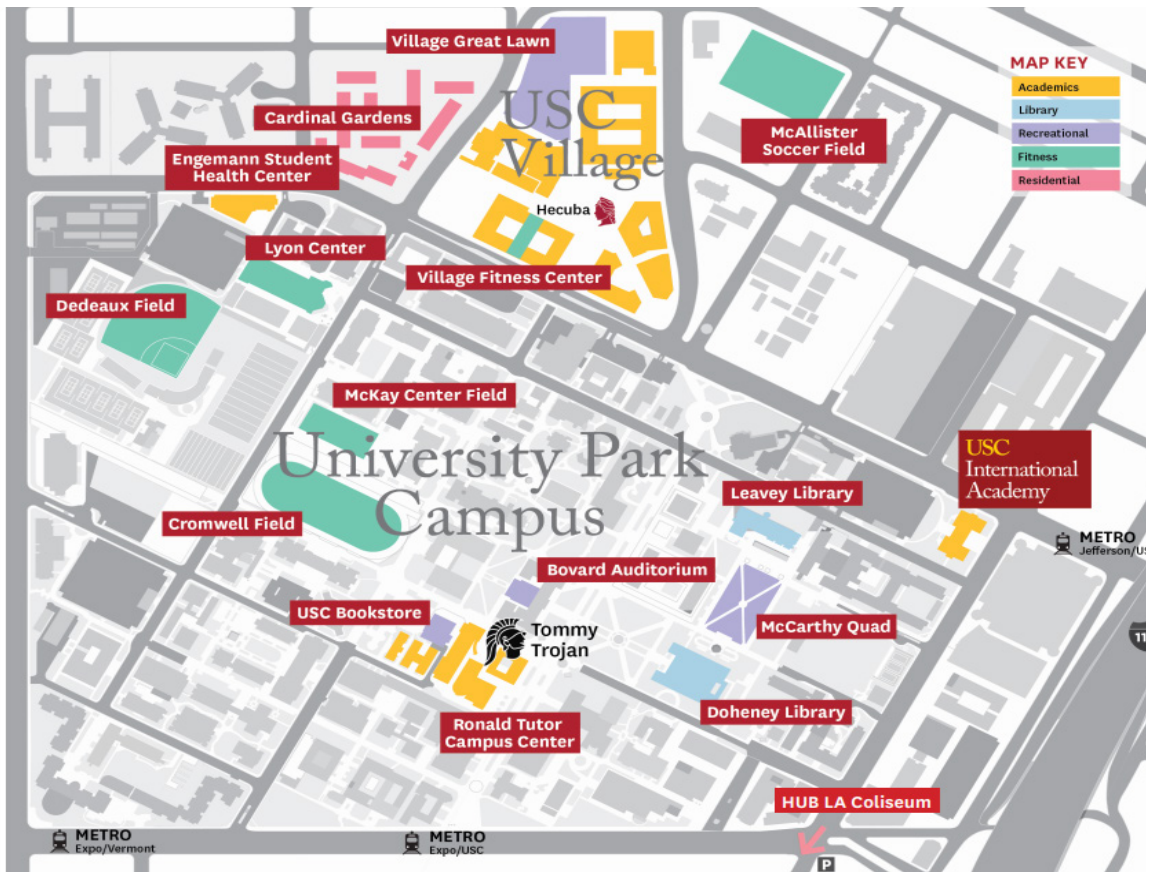 Village Great Lawn
MAP KEY
Academics
Library
Recreational
Fitness
Residential
USC
Village
Cardinal Gardens
McAllister
Soccer Field
Engemann Student
Health Center
Hecuba
Lyon Center
Village Fitness Center
Dedeaux Field
McKay Center Field
University Park
Campus
USC
International
Academy
Leavey Library
Cromwell Field
METRO
Jefferson/US
Bovard Auditorium
USC Bookstore
Tommy
Trojan
McCarthy Quad
11
Ronald Tutor
Campus Center
Doheney Library
HUB LA Coliseum
METRO
Expo/Vermont
METRO
Expo/USC
P